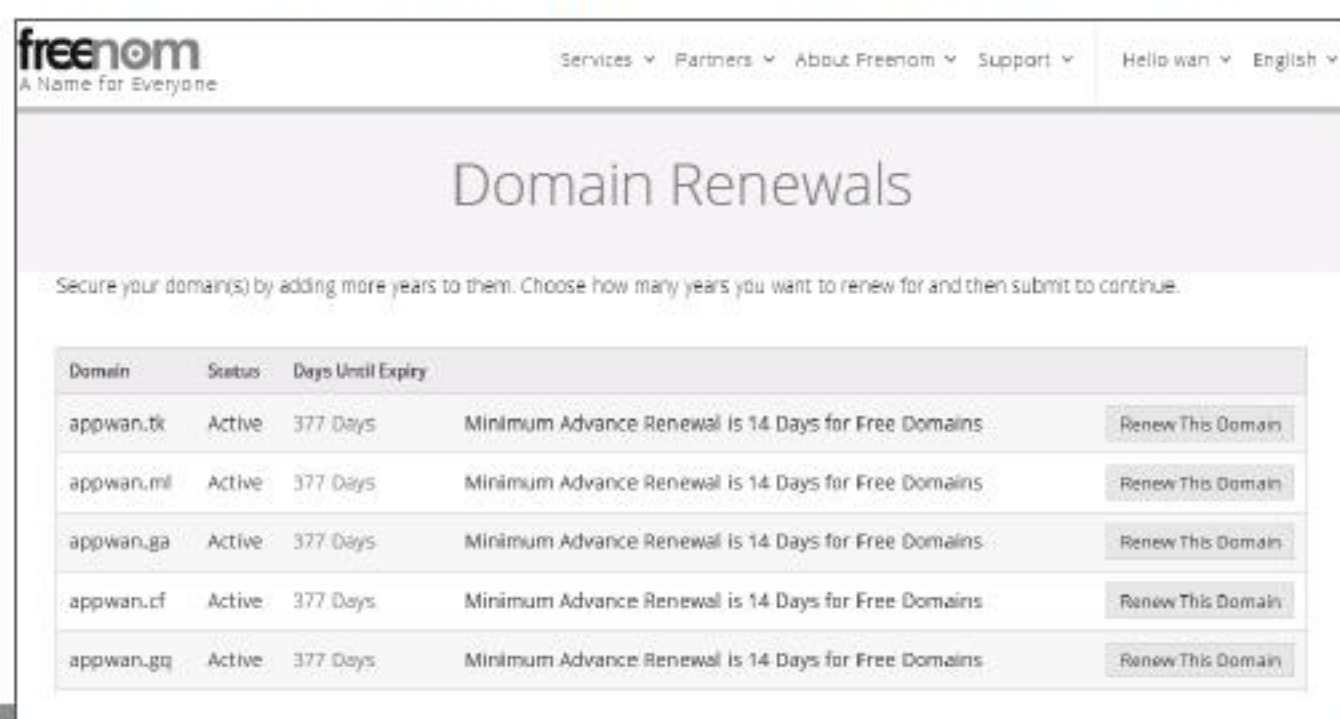 freenom
A Name for Everyone
Services Partners About Freenom Support Hello wan English
Domain Renewals
Secure your domain(s) by adding more years to them. Choose how many years you want to renew for and then submit to continue.
Domain Status Days Until Expiry
appwan.tk Active 377 Days Minimum Advance Renewal is 14 Days for Free Domains Renew This Domain
appwan.ml Active 377 Days Minimum Advance Renewal is 14 Days for Free Domains Renew This Domain
appwan.ga Active 377 Days Minimum Advance Renewal is 14 Days for Free Domains Renew This Domain
appwan.cf Active 377 Days Minimum Advance Renewal is 14 Days for Free Domains Renew This Domain
appwan.gq Active 377 Days Minimum Advance Renewal is 14 Days for Free Domains Renew This Domain